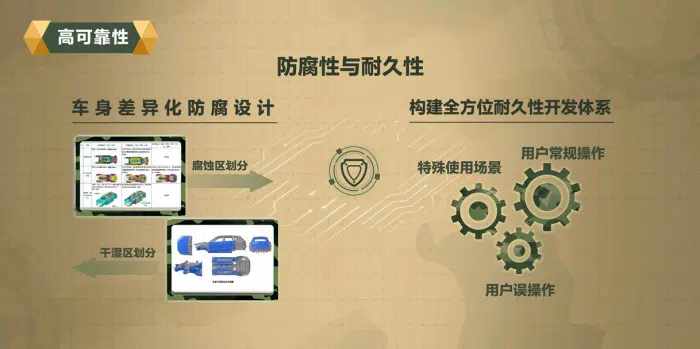 高可靠性
防腐性与耐久性
车身差异化防腐设计
构建全方位耐久性开发体系
腐蚀区划分
干湿区划分
特殊使用场景
用户常规操作
用户误操作